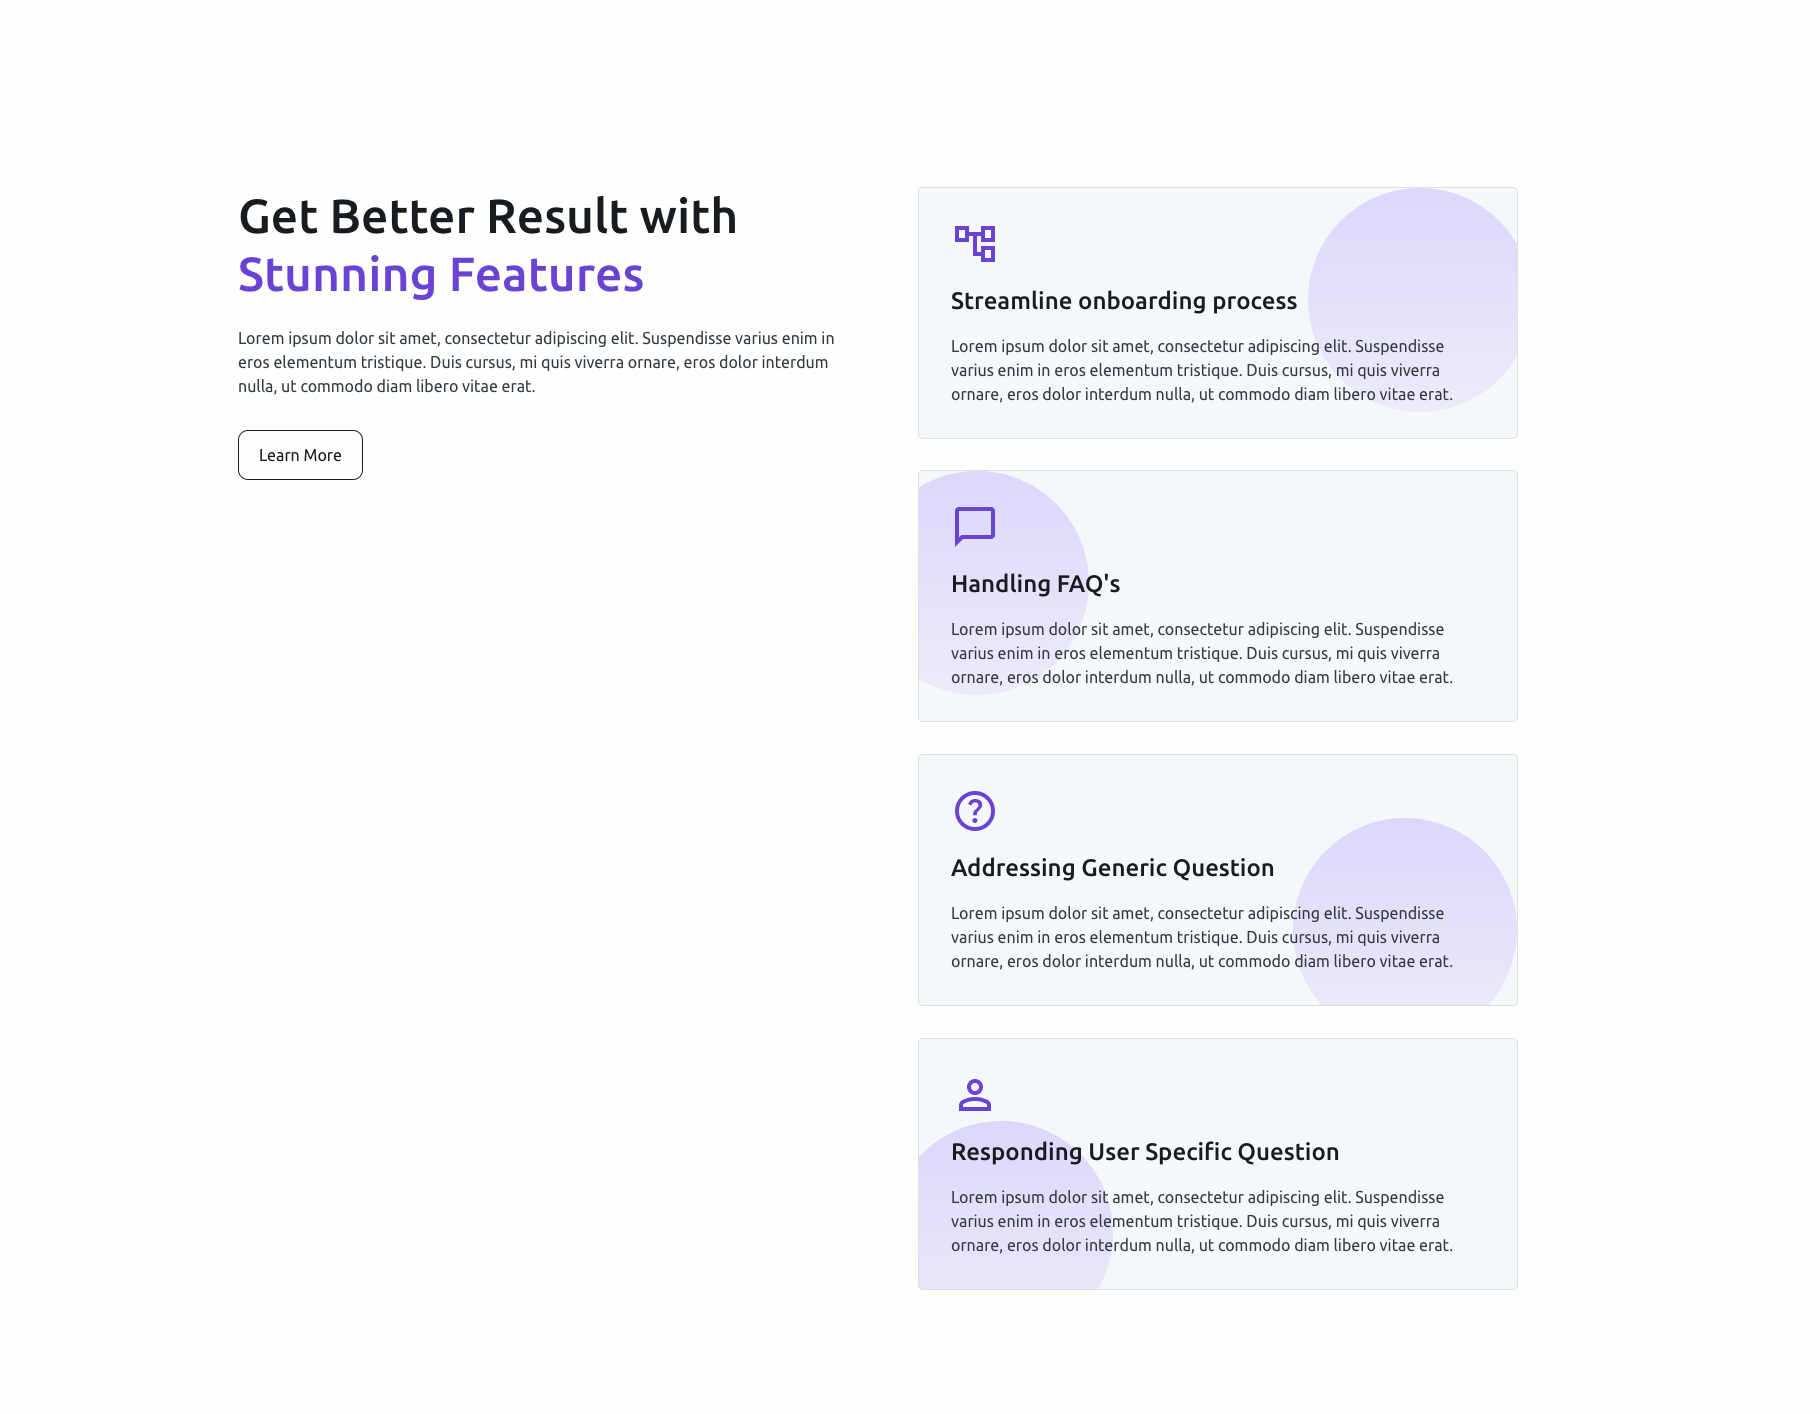 Get Better Result with
Stunning Features
Lorem ipsum dolor sit amet, consectetur adipiscing elit. Suspendisse varius enim in
eros elementum tristique. Duis cursus, mi quis viverra ornare, eros dolor interdum
nulla, ut commodo diam libero vitae erat.
Learn More
Streamline onboarding process
Lorem ipsum dolor sit amet, consectetur adipiscing elit. Suspendisse
varius enim in eros elementum tristique. Duis cursus, mi quis viverra
ornare, eros dolor interdum nulla, ut commodo diam libero vitae erat.
Handling FAQ's
Lorem ipsum dolor sit amet, consectetur adipiscing elit. Suspendisse
varius enim in eros elementum tristique. Duis cursus, mi quis viverra
ornare, eros dolor interdum nulla, ut commodo diam libero vitae erat.
Addressing Generic Question
Lorem ipsum dolor sit amet, consectetur adipiscing elit. Suspendisse
varius enim in eros elementum tristique. Duis cursus, mi quis viverra
ornare, eros dolor interdum nulla, ut commodo diam libero vitae erat.
Responding User Specific Question
Lorem ipsum dolor sit amet, consectetur adipiscing elit. Suspendisse
varius enim in eros elementum tristique. Duis cursus, mi quis viverra
ornare, eros dolor interdum nulla, ut commodo diam libero vitae erat.